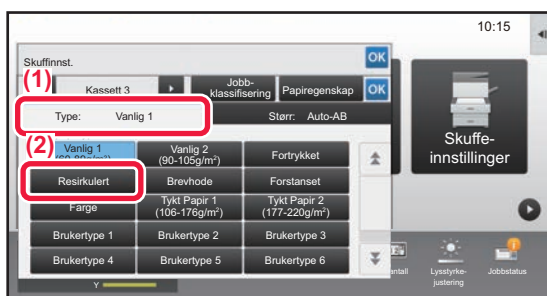 10:15
Skuffinnst.
OK
(1)
Kassett 3
Jobb-
klassifisering
Papiregenskap
OK
Type: Vanlig 1
Størr: Auto-AB
(2)
Vanlig 1
Vanlig 2
(90-105g/m²)
Fortrykket
Resirkulert
Brevhode
Forstanset
Farge
Tykt Papir 1
(106-176g/m²)
Tykt Papir 2
(177-220g/m²)
Brukertype 1
Brukertype 2
Brukertype 3
Brukertype 4
Brukertype 5
Brukertype 6
Skuffe-
innstillinger
Lysstyrke-
justering
Jobbstatus
Y